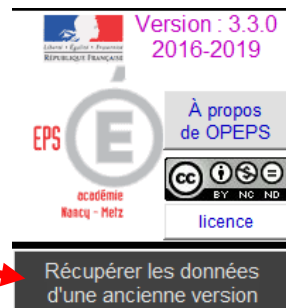 Version : 3.3.0
2016-2019
Liberté • Égalité • Fraternité
RÉPUBLIQUE FRANÇAISE
À propos
de OPEPS
EPS
É
académie
Nancy - Metz
cc
BY NC ND
licence
Récupérer les données
d'une ancienne version